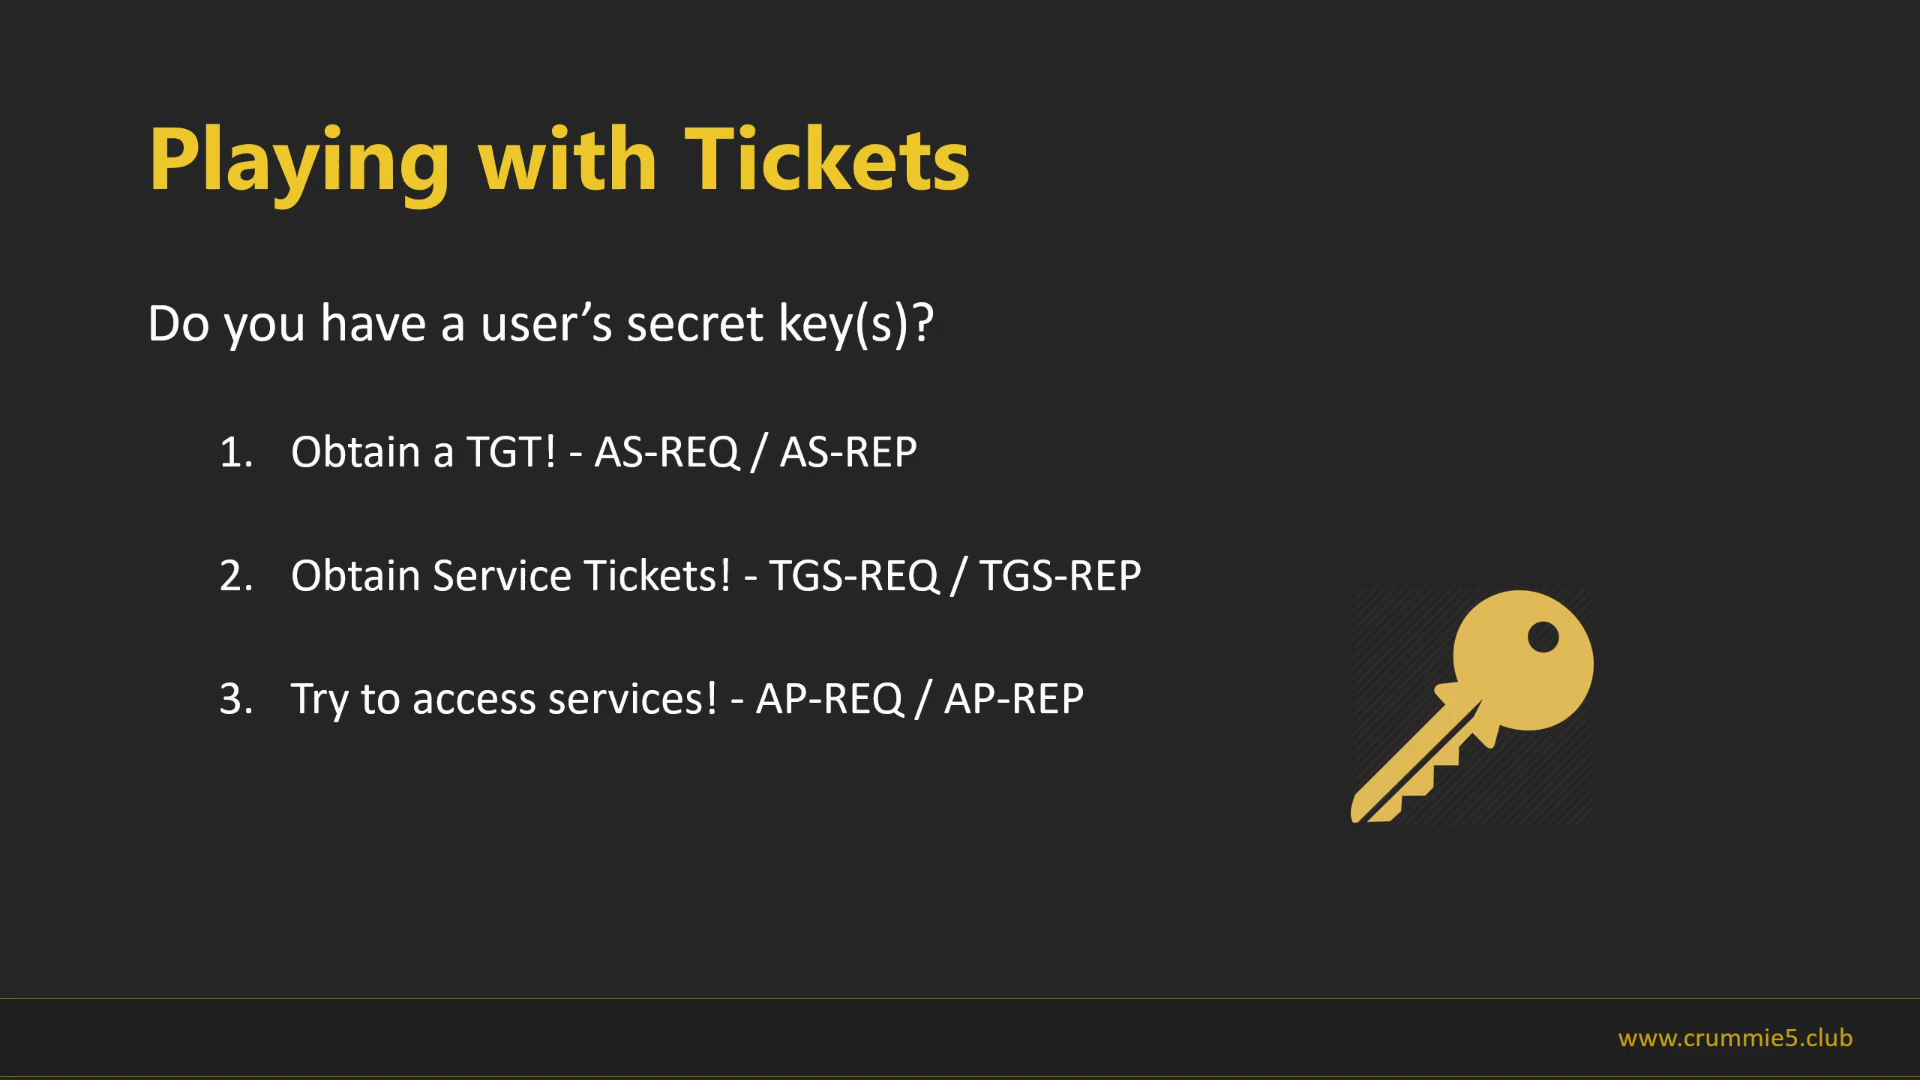 Playing with Tickets
Do you have a user’s secret key(s)?
1. Obtain a TGT! - AS-REQ / AS-REP
2. Obtain Service Tickets! - TGS-REQ / TGS-REP
3. Try to access services! - AP-REQ / AP-REP
www.crummie5.club